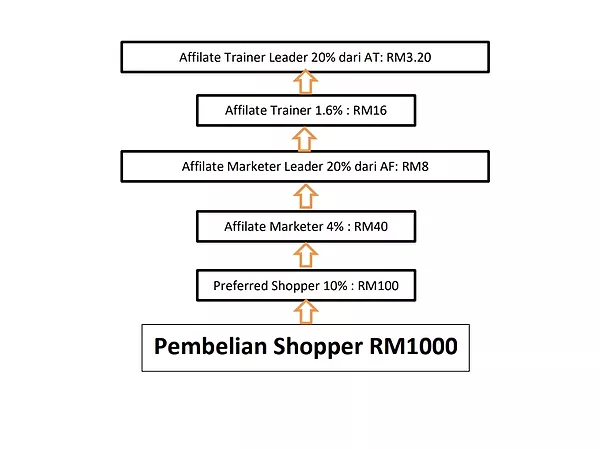 Affilate Trainer Leader 20% dari AT: RM3.20
Affilate Trainer 1.6% : RM16
Affilate Marketer Leader 20% dari AF: RM8
Affilate Marketer 4% : RM40
Preferred Shopper 10% : RM100
Pembelian Shopper RM1000